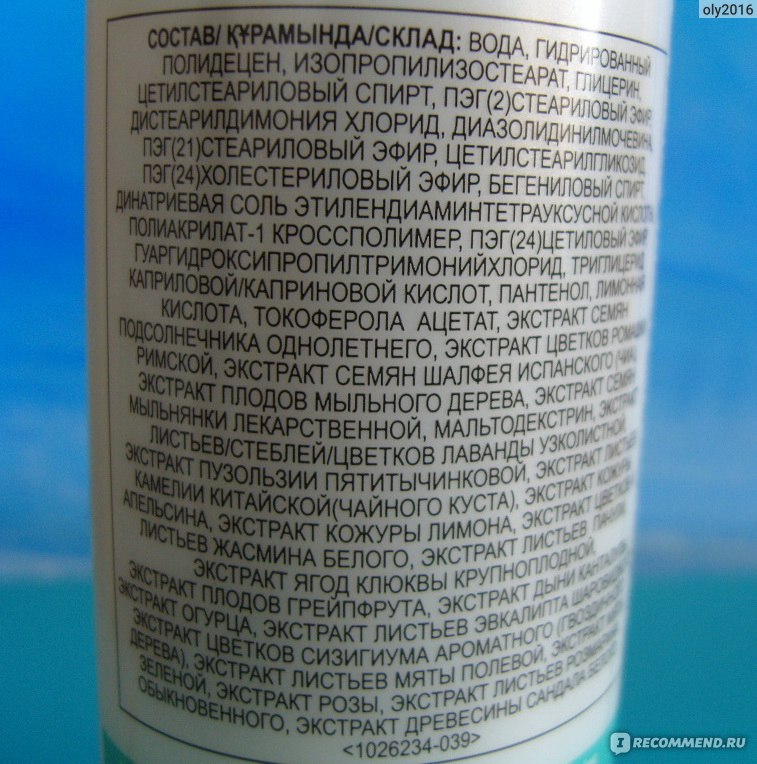 oly2016
СОСТАВ/ ҚҰРАМЫНДА/СКЛАД: ВОДА, ГИДРИРОВАННЫЙ
ПОЛИДЕЦЕН, ИЗОПРОПИЛИЗОСТЕАРАТ, ГЛИЦЕРИН,
ЦЕТИЛСТЕАРИЛОВЫЙ СПИРТ, ПЭГ(2)СТЕАРИЛОВЫЙ ЭФИР,
ДИСТЕАРИЛДИМОНИЯ ХЛОРИД, ДИАЗОЛИДИНИЛМОЧЕВИНА,
ПЭГ(21)СТЕАРИЛОВЫЙ ЭФИР, ЦЕТИЛСТЕАРИЛГЛИКОЗИД,
ПЭГ(24)ХОЛЕСТЕРИЛОВЫЙ ЭФИР, БЕГЕНИЛОВЫЙ СПИРТ,
ДИНАТРИЕВАЯ СОЛЬ ЭТИЛЕНДИАМИНТЕТРАУКСУСНОЙ КИСЛОТЫ,
ПОЛИАКРИЛАТ-1 КРОССПОЛИМЕР, ПЭГ(24)ЦЕТИЛОВЫЙ ЭФИР,
ГУАРГИДРОКСИПРОПИЛТРИМОНИЙХЛОРИД, ТРИГЛИЦЕРИД
КАПРИЛОВОЙ/КАПРИНОВОЙ КИСЛОТ, ПАНТЕНОЛ, ЛИМОННАЯ
КИСЛОТА, ТОКОФЕРОЛА АЦЕТАТ, ЭКСТРАКТ СЕМЯН
ПОДСОЛНЕЧНИКА ОДНОЛЕТНЕГО, ЭКСТРАКТ ЦВЕТКОВ РОМАШКИ
РИМСКОЙ, ЭКСТРАКТ СЕМЯН ШАЛФЕЯ ИСПАНСКОГО (ЧИА),
ЭКСТРАКТ ПЛОДОВ МЫЛЬНОГО ДЕРЕВА, ЭКСТРАКТ СЕМЯН
МЫЛЬНЯНКИ ЛЕКАРСТВЕННОЙ, МАЛЬТОДЕКСТРИН, ЭКСТРАКТ
ЛИСТЬЕВ/СТЕБЛЕЙ/ЦВЕТКОВ ЛАВАНДЫ УЗКОЛИСТНОЙ,
ЭКСТРАКТ ПУЗОЛЬЗИИ ПЯТИТЫЧИНКОВОЙ, ЭКСТРАКТ ЛИСТЬЕВ
КАМЕЛИИ КИТАЙСКОЙ(ЧАЙНОГО КУСТА), ЭКСТРАКТ КОЖУРЫ
АПЕЛЬСИНА, ЭКСТРАКТ КОЖУРЫ ЛИМОНА, ЭКСТРАКТ ЦВЕТКОВ/
ЛИСТЬЕВ ЖАСМИНА БЕЛОГО, ЭКСТРАКТ ЛИСТЬЕВ
ЭКСТРАКТ ЯГОД КЛЮКВЫ КРУПНОПЛОДНОЙ,
ЭКСТРАКТ ПЛОДОВ ГРЕЙПФРУТА, ЭКСТРАКТ ДЫНИ КАНТАЛУПЫ,
ЭКСТРАКТ ОГУРЦА, ЭКСТРАКТ ЛИСТЬЕВ ЭВКАЛИПТА
ЭКСТРАКТ ЦВЕТКОВ СИЗИГИУМА АРОМАТНОГО (ГВОЗДИЧНОГО
ДЕРЕВА), ЭКСТРАКТ ЛИСТЬЕВ МЯТЫ ПОЛЕВОЙ, ЭКСТРАКТ
ЗЕЛЕНОЙ, ЭКСТРАКТ РОЗЫ, ЭКСТРАКТ ЛИСТЬЕВ РОЗМАРИНА
ОБЫКНОВЕННОГО, ЭКСТРАКТ ДРЕВЕСИНЫ САНДАЛА БЕЛОГО
<1026234-039>
I RECOMMEND.RU